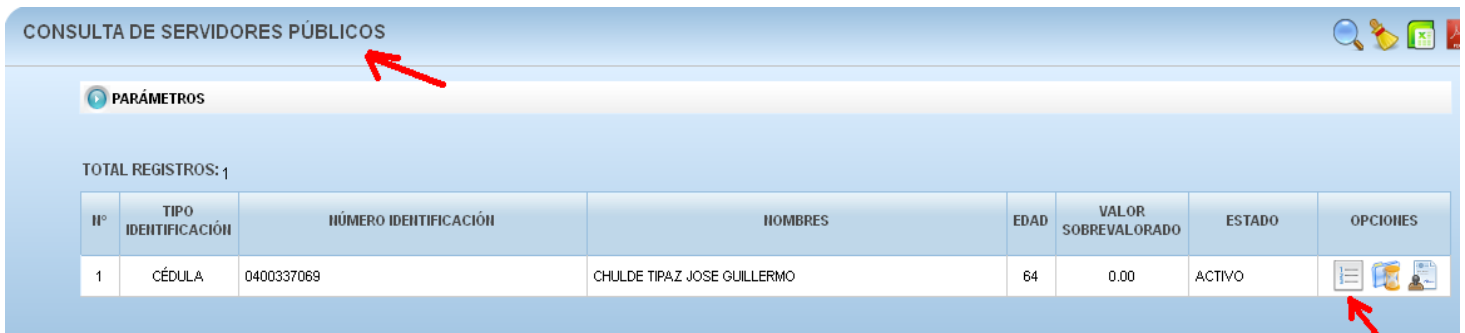 CONSULTA DE SERVIDORES PÚBLICOS
PARÁMETROS
TOTAL REGISTROS: 1
N° TIPO IDENTIFICACIÓN NÚMERO IDENTIFICACIÓN NOMBRES EDAD VALOR SOBREVALORADO ESTADO OPCIONES
1 CÉDULA 0400337069 CHULDE TIPAZ JOSE GUILLERMO 64 0.00 ACTIVO